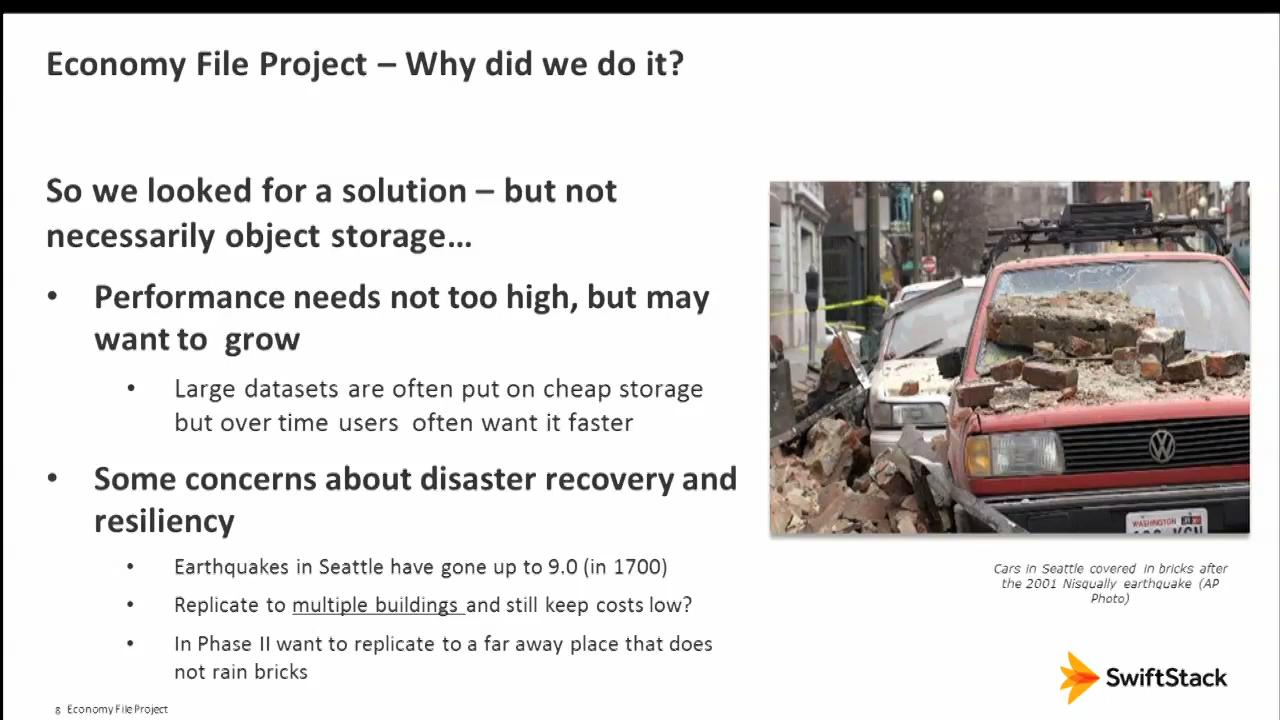 Economy File Project – Why did we do it?
So we looked for a solution – but not
necessarily object storage…
• Performance needs not too high, but may
want to grow
• Large datasets are often put on cheap storage
but over time users often want it faster
• Some concerns about disaster recovery and
resiliency
• Earthquakes in Seattle have gone up to 9.0 (in 1700)
• Replicate to multiple buildings and still keep costs low?
• In Phase II want to replicate to a far away place that does
not rain bricks
WASHINGTON
Cars in Seattle covered in bricks after
the 2001 Nisqually earthquake (AP
Photo)
SwiftStack
8 Economy File Project